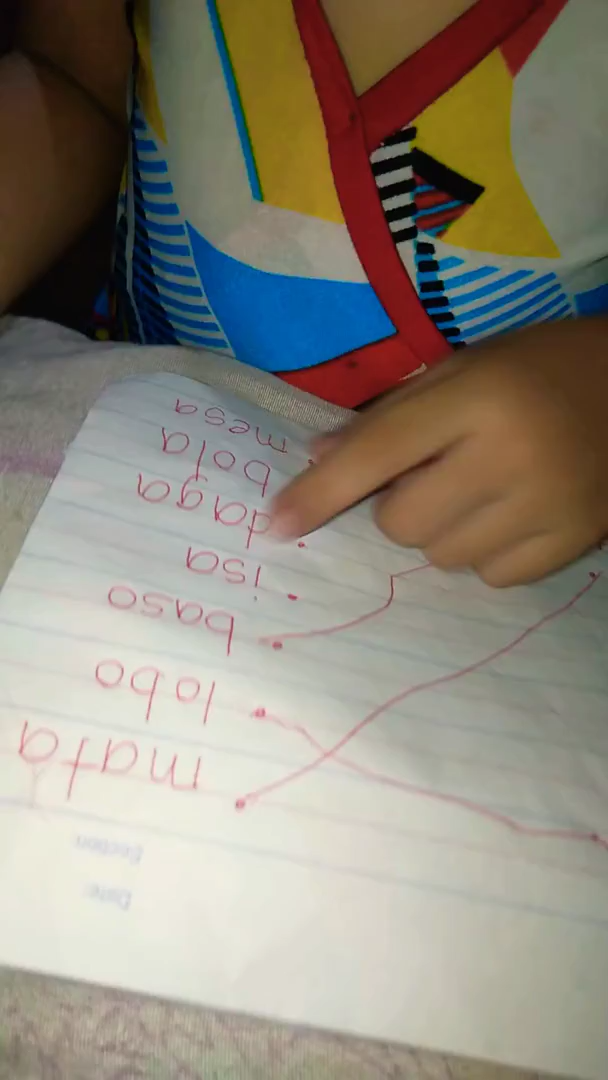 Date:
Section:
mata
lobo
baso
isa
daga
bola
mesa